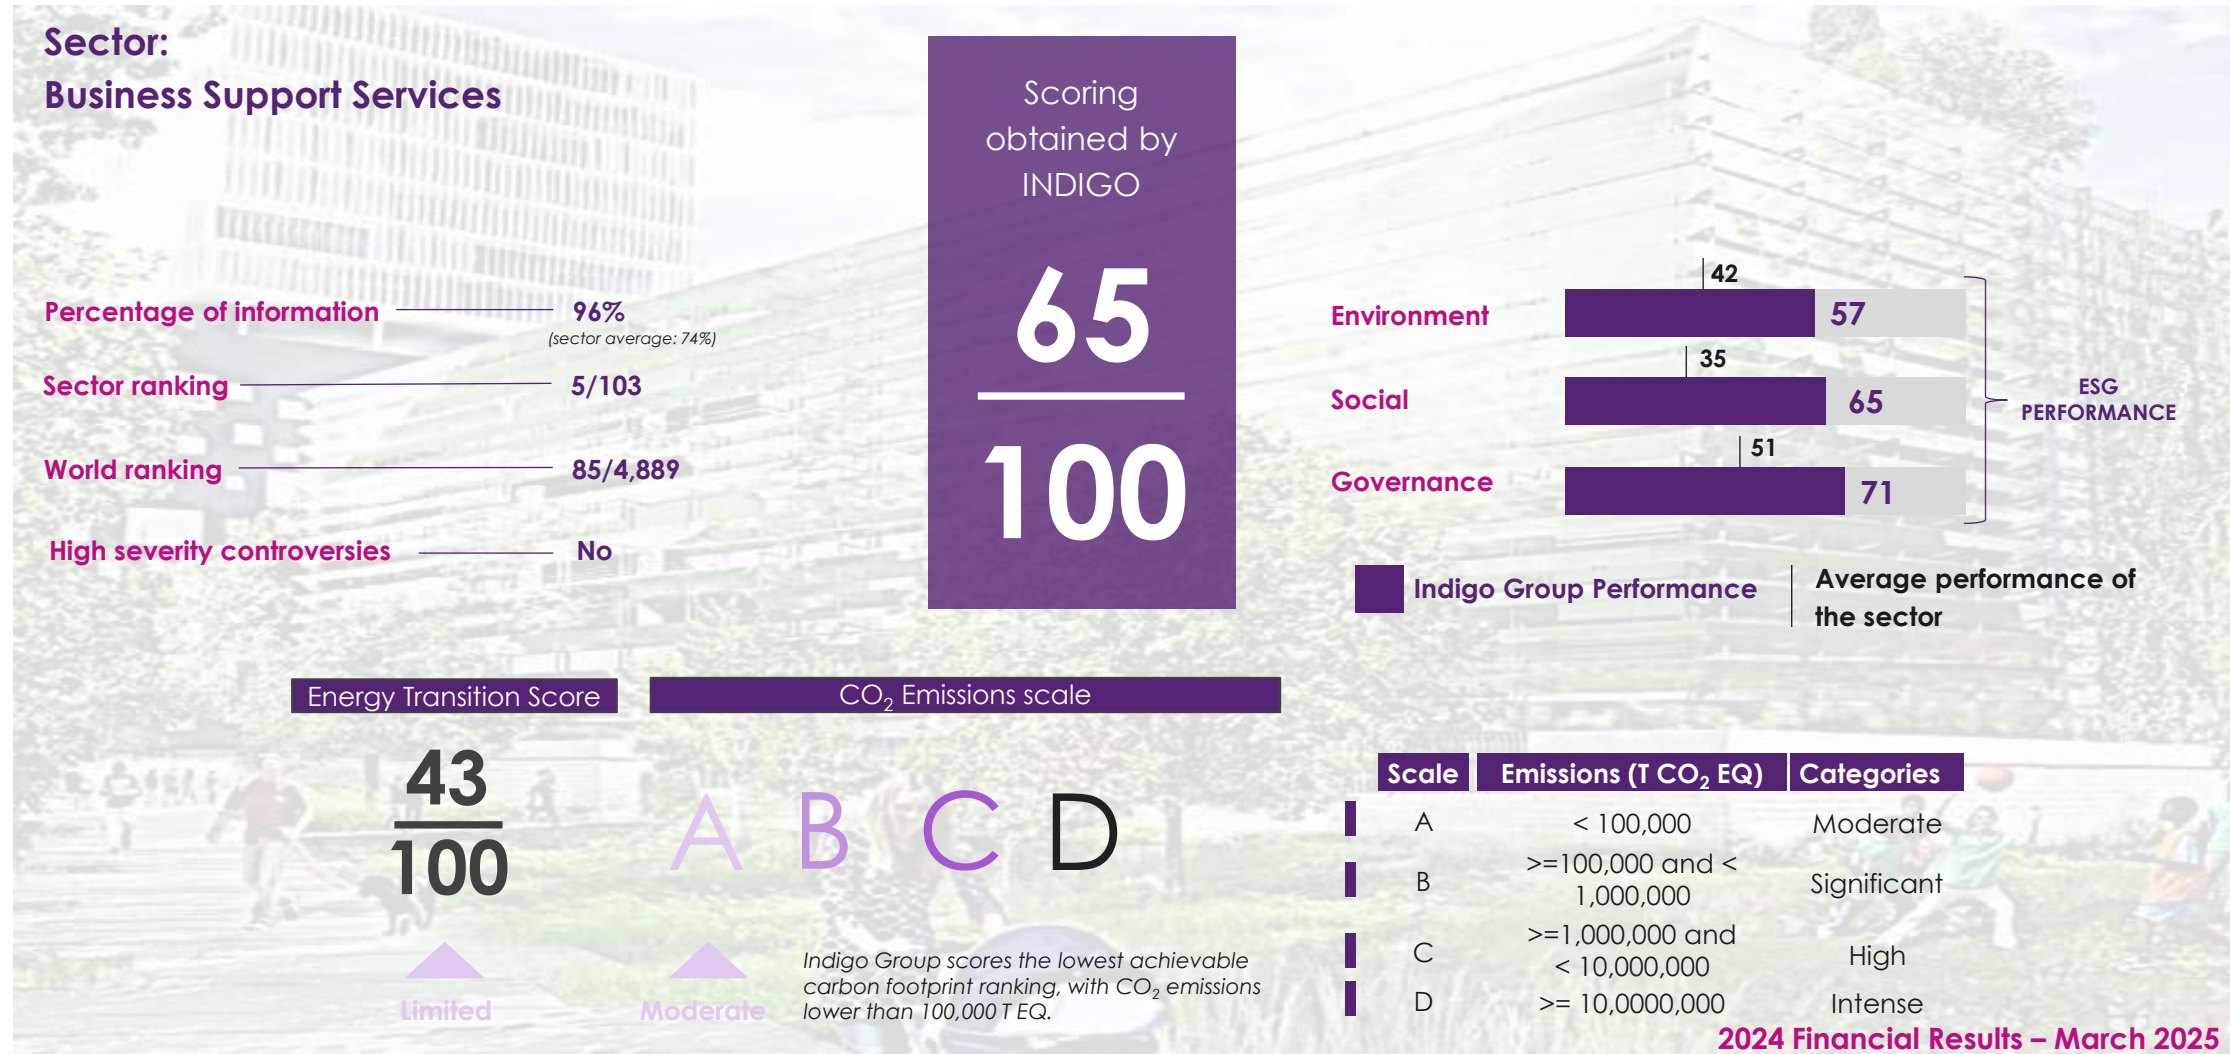 Sector:
Business Support Services
Percentage of information
96%
(sector average: 74%)
Sector ranking
5/103
World ranking
85/4,889
High severity controversies
No
Scoring
obtained by
INDIGO
65
100
42
Environment
57
35
Social
65
51
Governance
71
ESG
PERFORMANCE
Indigo Group Performance
Average performance of
the sector
Energy Transition Score
43
100
Limited
CO₂ Emissions scale
A B C D
Moderate
Indigo Group scores the lowest achievable
carbon footprint ranking, with CO₂ emissions
lower than 100,000 T EQ.
Scale Emissions (T CO₂ EQ) Categories
A < 100,000 Moderate
B >=100,000 and <
1,000,000 Significant
C >=1,000,000 and
< 10,000,000 High
D >= 10,0000,000 Intense
2024 Financial Results – March 2025